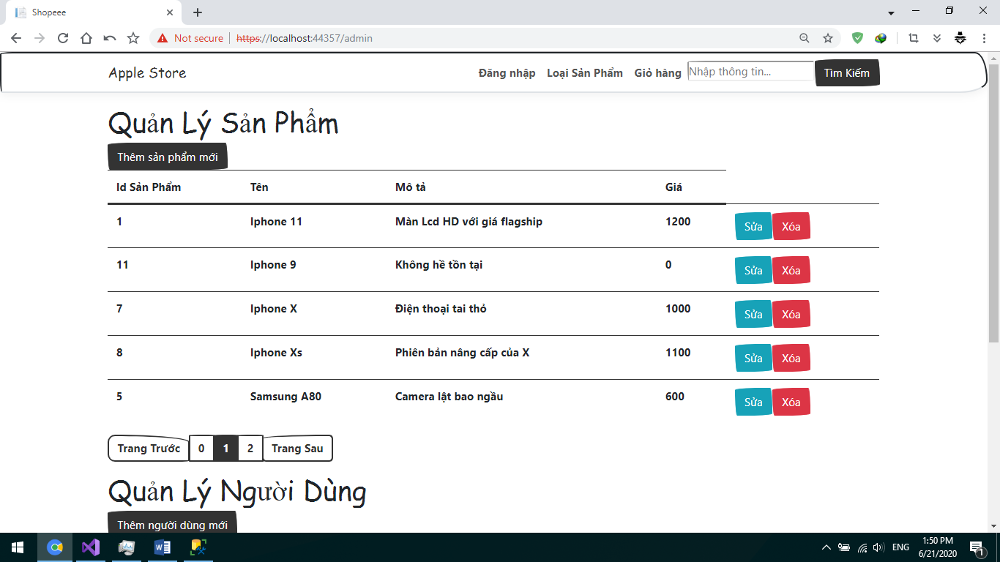 Shopeee
Not secure https://localhost:44357/admin
Apple Store Đăng nhập Loại Sản Phẩm Giỏ hàng Nhập thông tin... Tìm Kiếm
Quản Lý Sản Phẩm
Thêm sản phẩm mới
Id Sản Phẩm Tên Mô tả Giá
1 Iphone 11 Màn Lcd HD với giá flagship 1200 Sửa Xóa
11 Iphone 9 Không hề tồn tại 0 Sửa Xóa
7 Iphone X Điện thoại tai thỏ 1000 Sửa Xóa
8 Iphone Xs Phiên bản nâng cấp của X 1100 Sửa Xóa
5 Samsung A80 Camera lật bao ngầu 600 Sửa Xóa
Trang Trước 0 1 2 Trang Sau
Quản Lý Người Dùng
Thêm người dùng mới
ENG 1:50 PM
6/21/2020 1